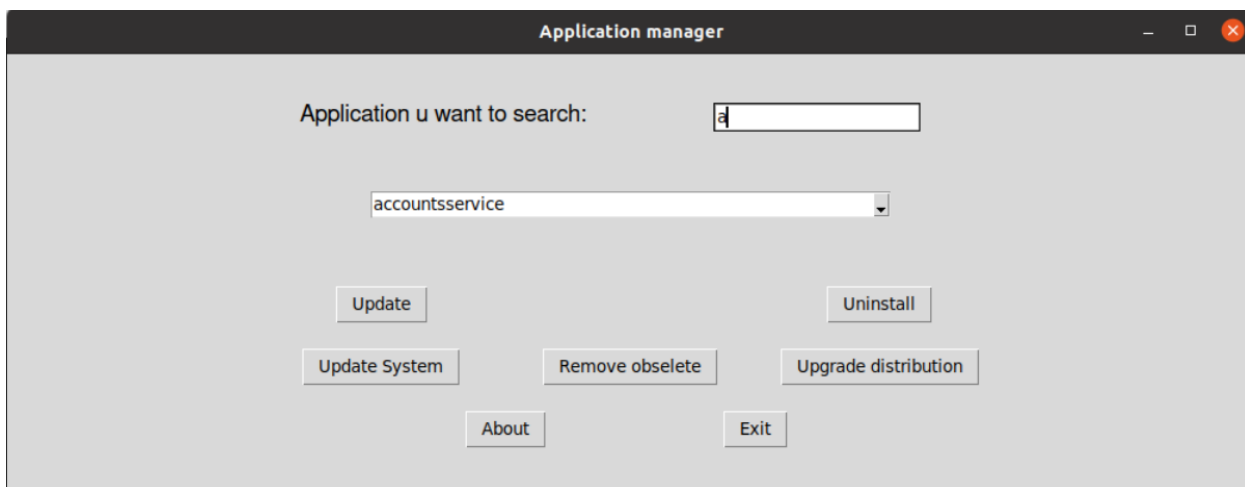 Application manager
Application u want to search: a
accountsservice
Update Uninstall
Update System Remove obselete Upgrade distribution
About Exit